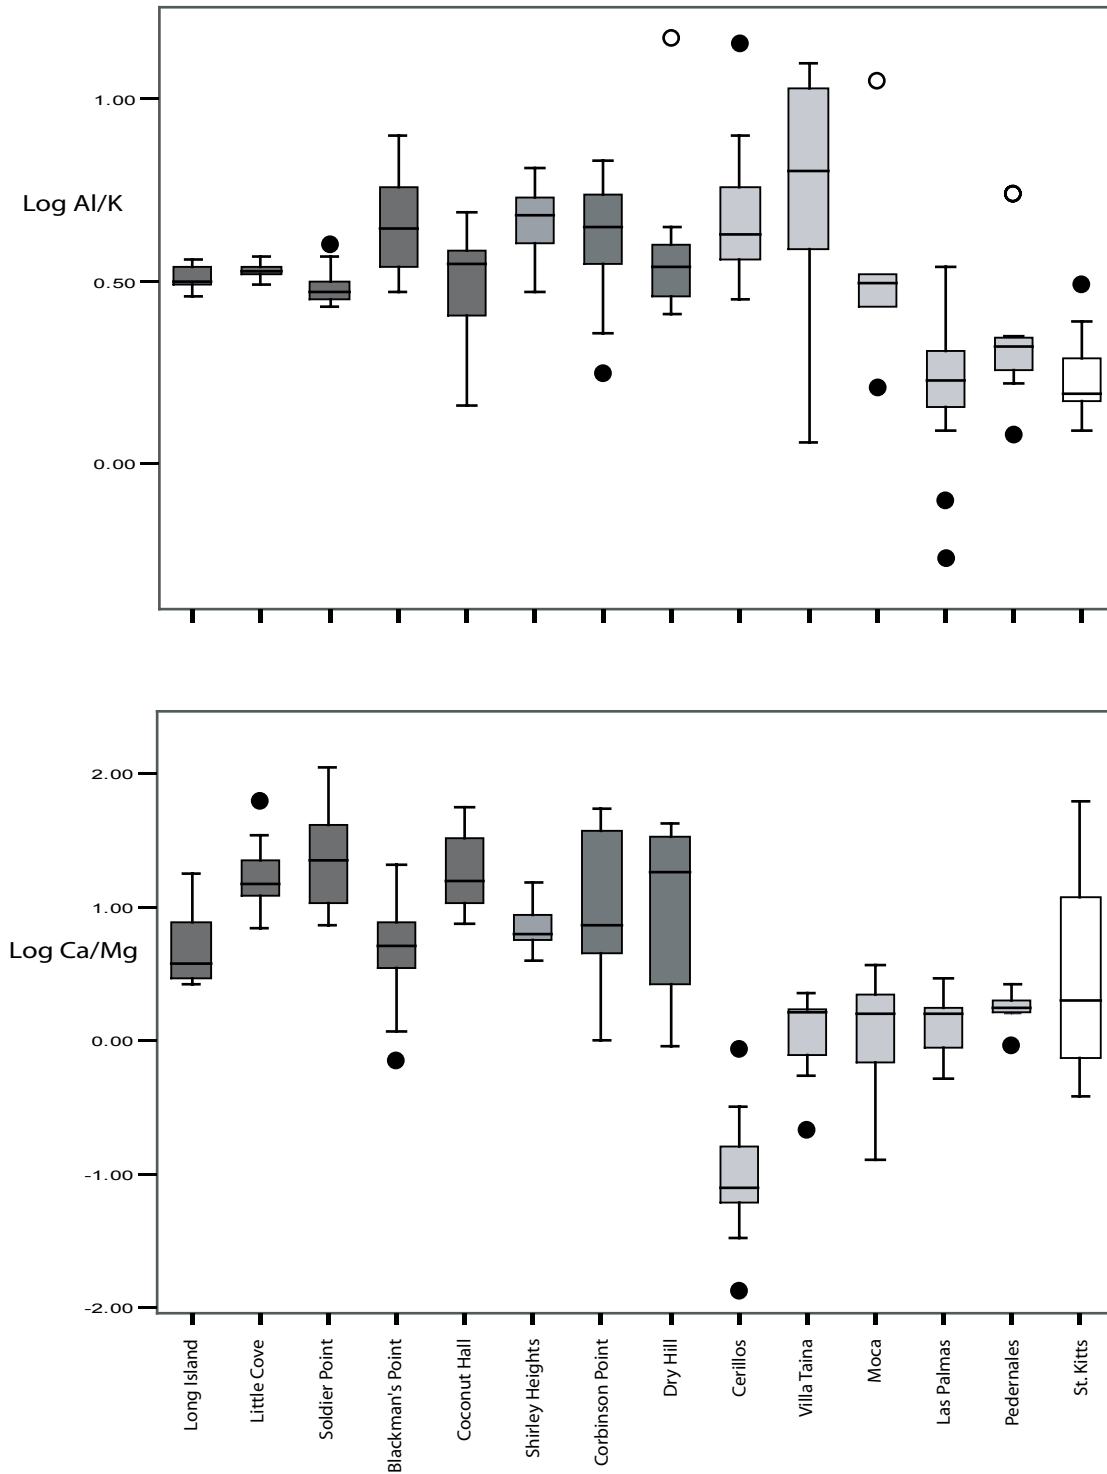 1.00
Log Al/K
0.50
0.00
2.00
1.00
Log Ca/Mg
0.00
-1.00
-2.00
Long Island
Little Cove
Soldier Point
Blackman's Point
Coconut Hall
Shirley Heights
Corbinson Point
Dry Hill
Cerillos
Villa Taina
Moca
Las Palmas
Pedernales
St. Kitts